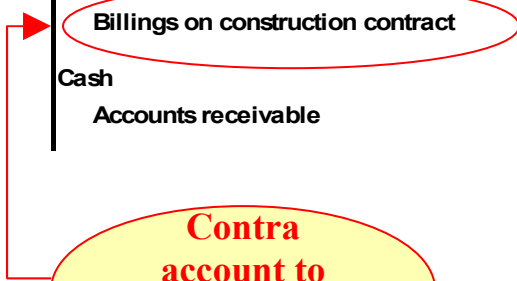 Billings on construction contract
Cash
Accounts receivable
Contra
account to